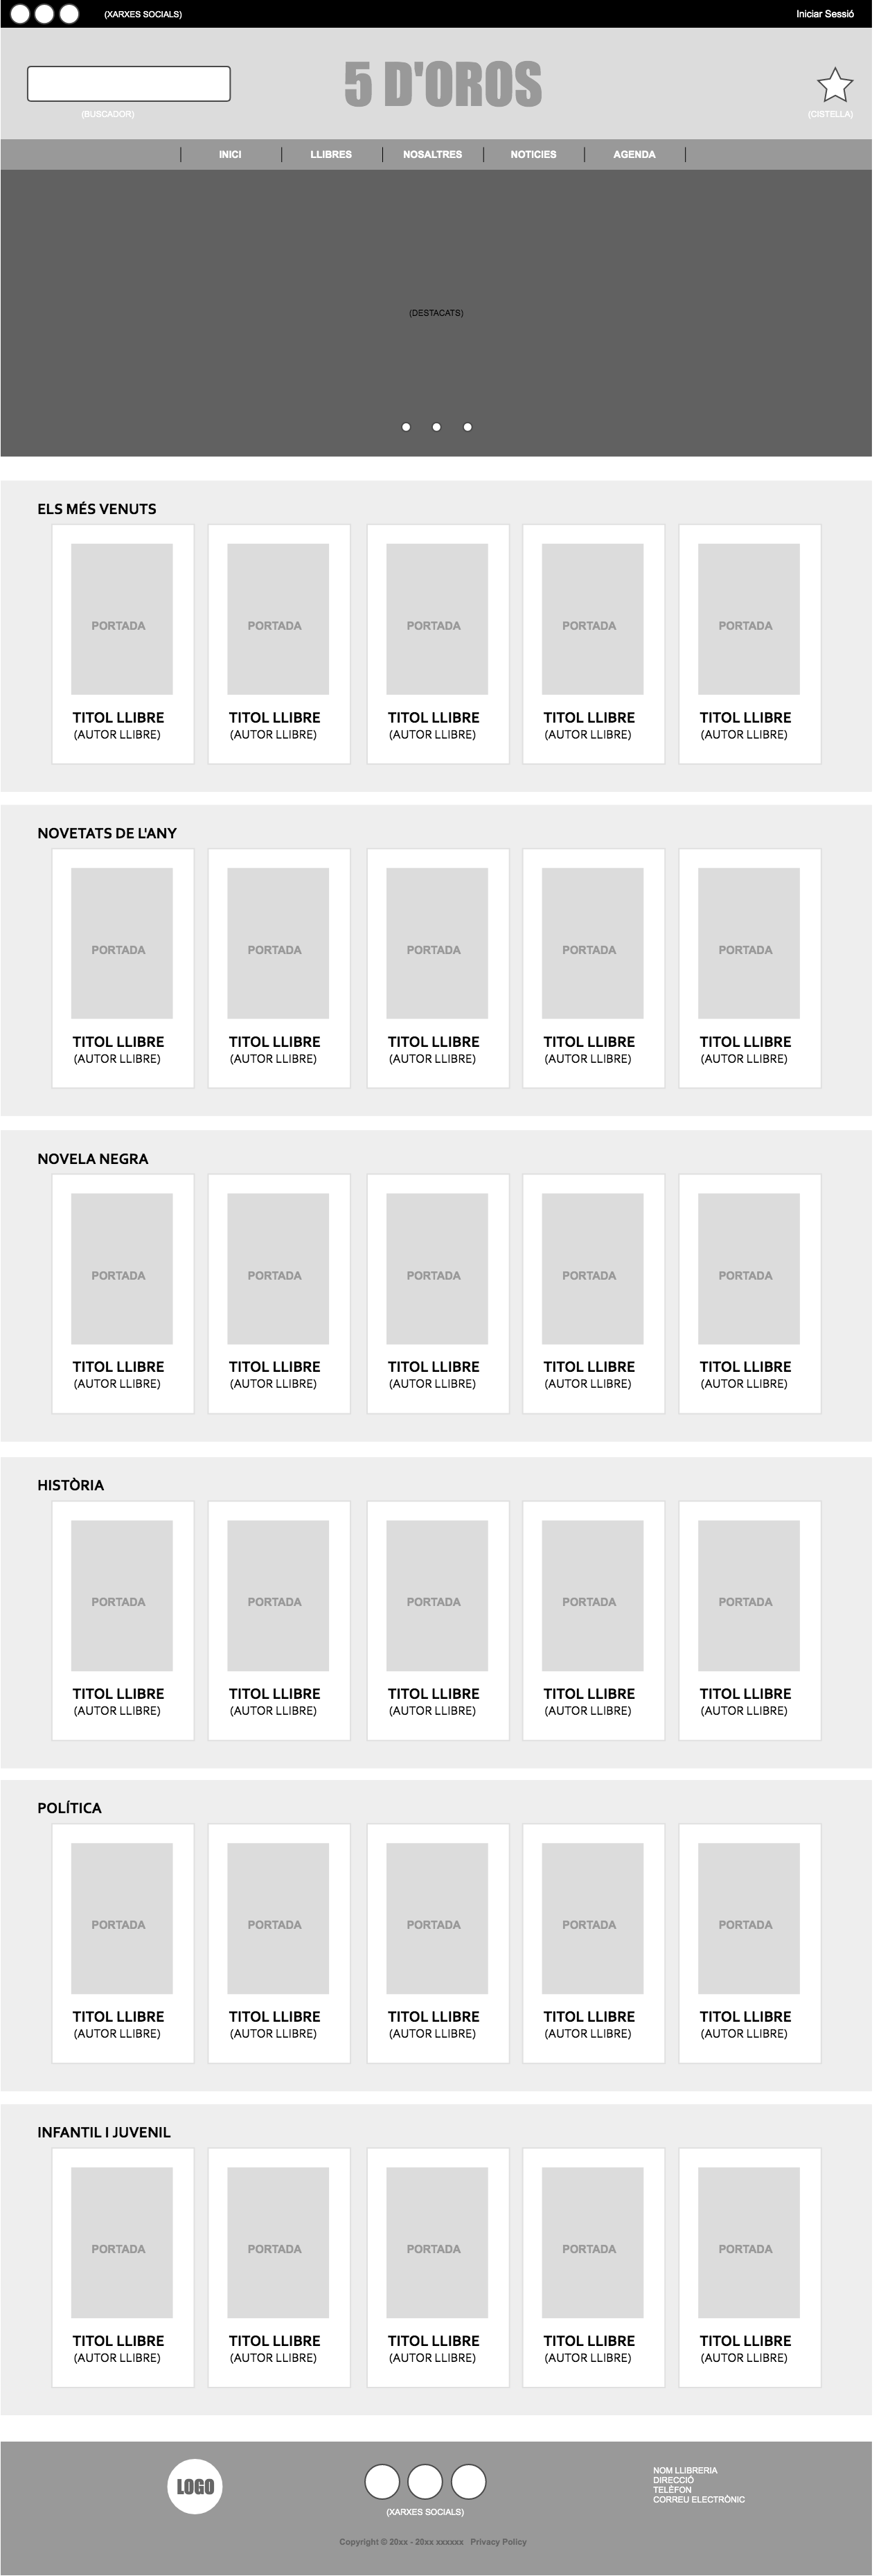 (XARXES SOCIALS) Iniciar Sessió
5 D'OROS
(BUSCADOR) (CISTELLA)
INICI LLIBRES NOSALTRES NOTICIES AGENDA
(DESTACATS)
ELS MÉS VENUTS
PORTADA PORTADA PORTADA PORTADA PORTADA
TITOL LLIBRE TITOL LLIBRE TITOL LLIBRE TITOL LLIBRE TITOL LLIBRE
(AUTOR LLIBRE) (AUTOR LLIBRE) (AUTOR LLIBRE) (AUTOR LLIBRE) (AUTOR LLIBRE)
NOVETATS DE L'ANY
PORTADA PORTADA PORTADA PORTADA PORTADA
TITOL LLIBRE TITOL LLIBRE TITOL LLIBRE TITOL LLIBRE TITOL LLIBRE
(AUTOR LLIBRE) (AUTOR LLIBRE) (AUTOR LLIBRE) (AUTOR LLIBRE) (AUTOR LLIBRE)
NOVELA NEGRA
PORTADA PORTADA PORTADA PORTADA PORTADA
TITOL LLIBRE TITOL LLIBRE TITOL LLIBRE TITOL LLIBRE TITOL LLIBRE
(AUTOR LLIBRE) (AUTOR LLIBRE) (AUTOR LLIBRE) (AUTOR LLIBRE) (AUTOR LLIBRE)
HISTÒRIA
PORTADA PORTADA PORTADA PORTADA PORTADA
TITOL LLIBRE TITOL LLIBRE TITOL LLIBRE TITOL LLIBRE TITOL LLIBRE
(AUTOR LLIBRE) (AUTOR LLIBRE) (AUTOR LLIBRE) (AUTOR LLIBRE) (AUTOR LLIBRE)
POLÍTICA
PORTADA PORTADA PORTADA PORTADA PORTADA
TITOL LLIBRE TITOL LLIBRE TITOL LLIBRE TITOL LLIBRE TITOL LLIBRE
(AUTOR LLIBRE) (AUTOR LLIBRE) (AUTOR LLIBRE) (AUTOR LLIBRE) (AUTOR LLIBRE)
INFANTIL I JUVENIL
PORTADA PORTADA PORTADA PORTADA PORTADA
TITOL LLIBRE TITOL LLIBRE TITOL LLIBRE TITOL LLIBRE TITOL LLIBRE
(AUTOR LLIBRE) (AUTOR LLIBRE) (AUTOR LLIBRE) (AUTOR LLIBRE) (AUTOR LLIBRE)
LOGO
(XARXES SOCIALS)
NOM LLIBRERIA
DIRECCIÓ
TELÈFON
CORREU ELECTRÒNIC
Copyright © 20xx - 20xx xxxxxx Privacy Policy